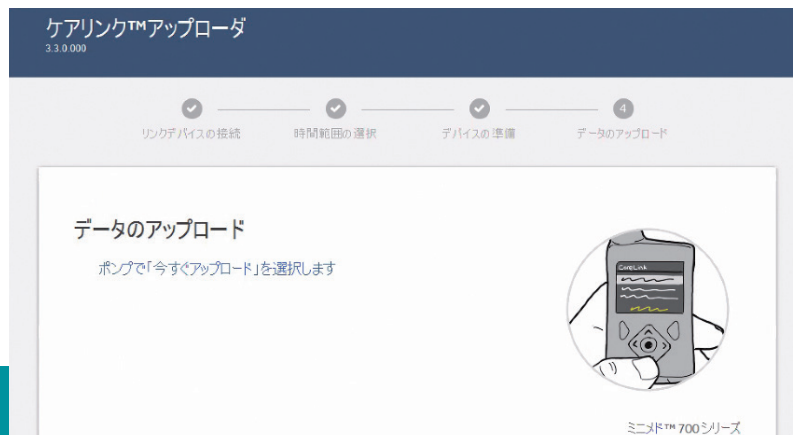 ケアリンク™アップローダ
3.3.0.000
4
リンクデバイスの接続 時間範囲の選択 デバイスの準備 データのアップロード
データのアップロード
ポンプで「今すぐアップロード」を選択します
CareLink
ミニメド™ 700シリーズ